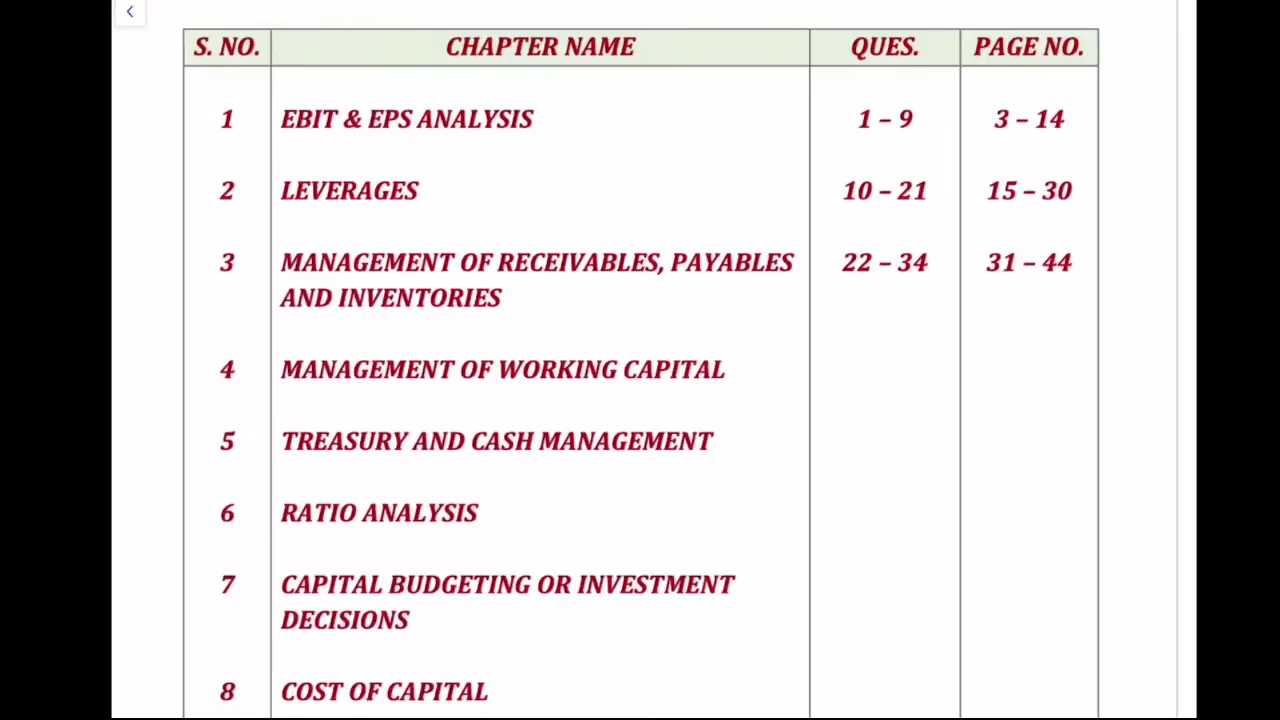 S. NO. CHAPTER NAME QUES. PAGE NO.
1 EBIT & EPS ANALYSIS 1 – 9 3 – 14
2 LEVERAGES 10 – 21 15 – 30
3 MANAGEMENT OF RECEIVABLES, PAYABLES 22 – 34 31 – 44
AND INVENTORIES
4 MANAGEMENT OF WORKING CAPITAL
5 TREASURY AND CASH MANAGEMENT
6 RATIO ANALYSIS
7 CAPITAL BUDGETING OR INVESTMENT
DECISIONS
8 COST OF CAPITAL